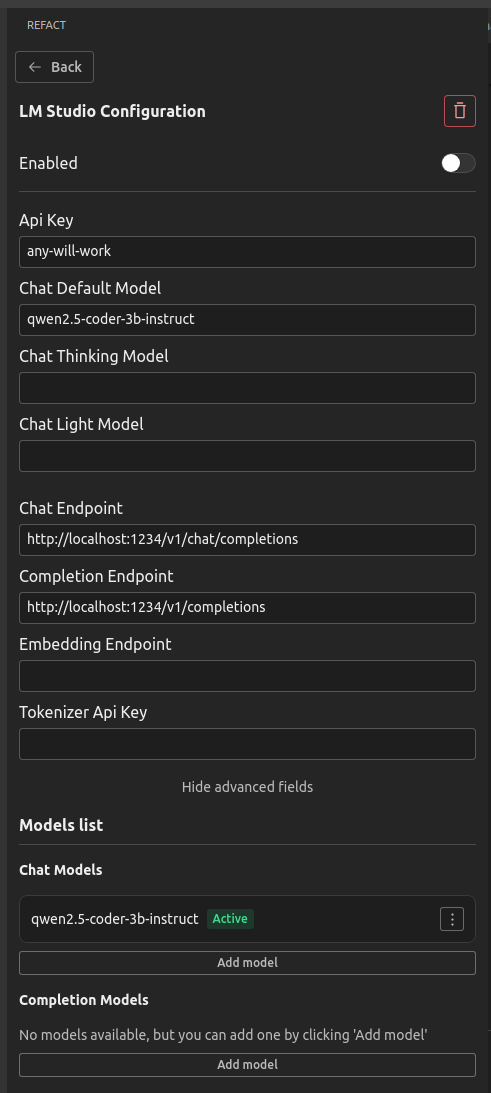 REFACT
← Back
LM Studio Configuration
Enabled
Api Key
any-will-work
Chat Default Model
qwen2.5-coder-3b-instruct
Chat Thinking Model
Chat Light Model
Chat Endpoint
http://localhost:1234/v1/chat/completions
Completion Endpoint
http://localhost:1234/v1/completions
Embedding Endpoint
Tokenizer Api Key
Hide advanced fields
Models list
Chat Models
qwen2.5-coder-3b-instruct Active
Add model
Completion Models
No models available, but you can add one by clicking 'Add model'
Add model